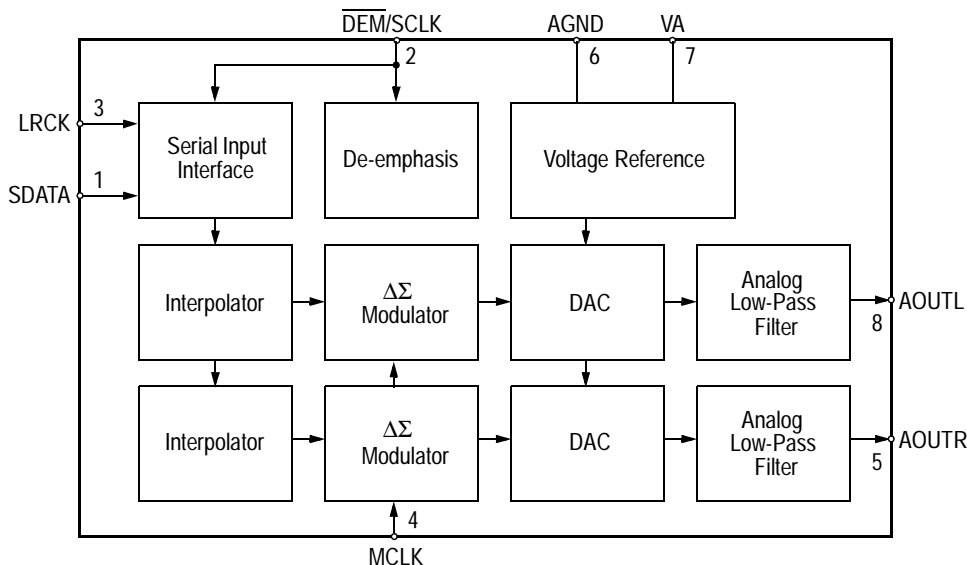 DEM/SCLK
AGND
VA
2
6
7
LRCK
3
SDATA
1
Serial Input
Interface
De-emphasis
Voltage Reference
Interpolator
ΔΣ
Modulator
DAC
Analog
Low-Pass
Filter
8
AOUTL
Interpolator
ΔΣ
Modulator
DAC
Analog
Low-Pass
Filter
5
AOUTR
4
MCLK